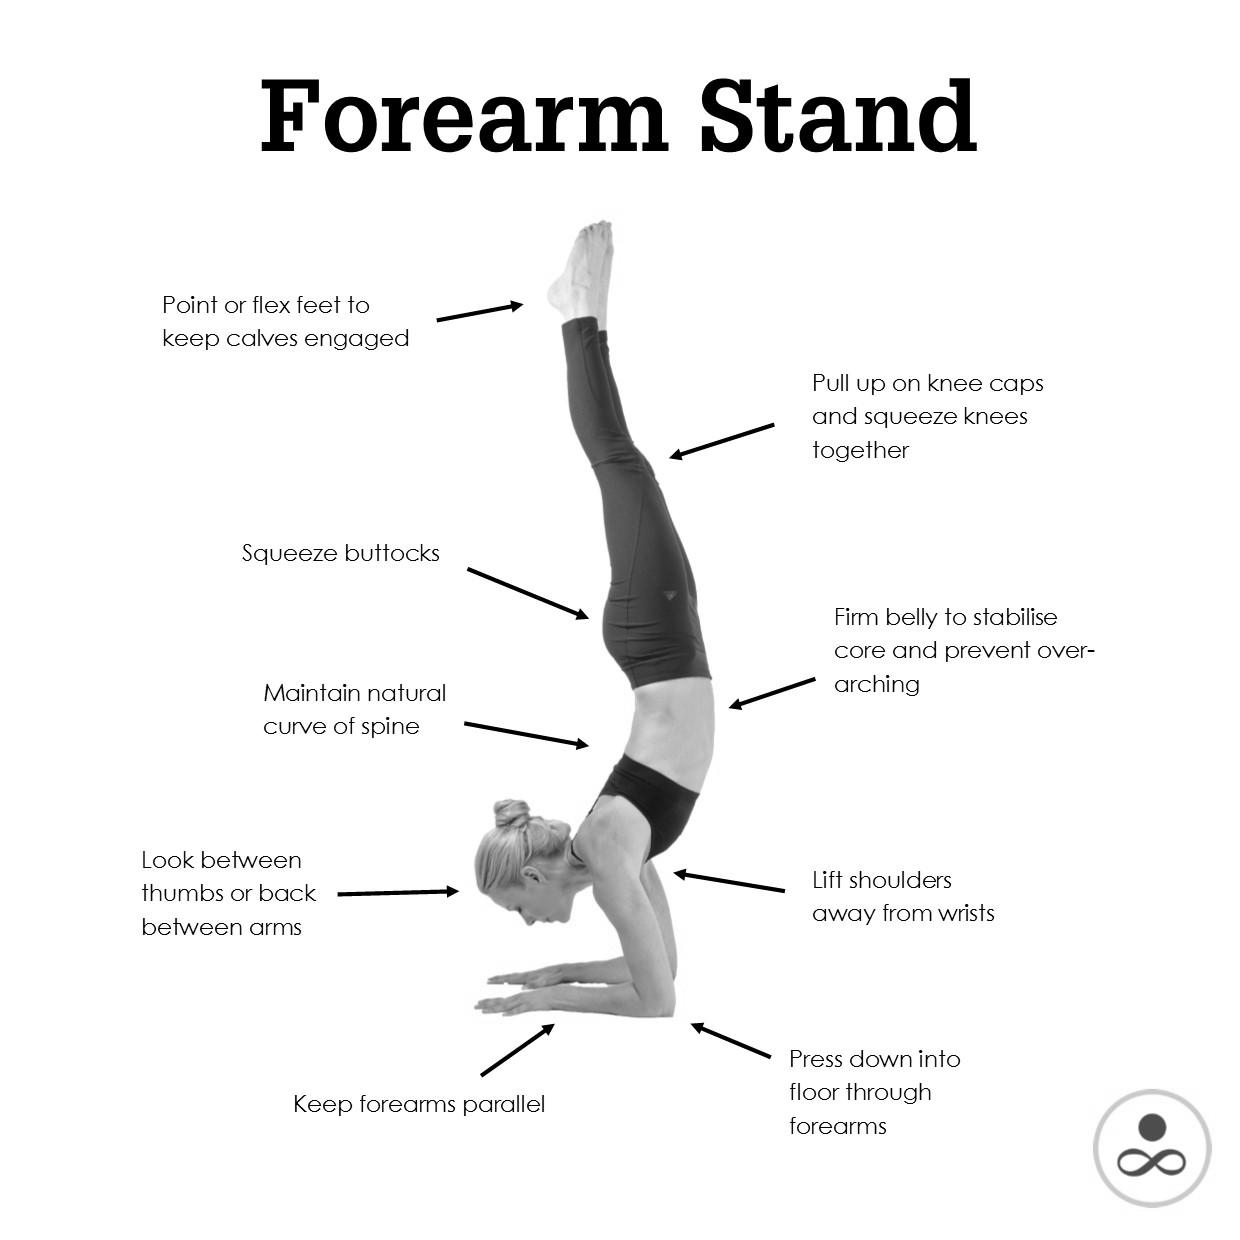 Forearm Stand
Point or flex feet to
keep calves engaged
Pull up on knee caps
and squeeze knees
together
Squeeze buttocks
Firm belly to stabilise
core and prevent over-
arching
Maintain natural
curve of spine
Look between
thumbs or back
between arms
Lift shoulders
away from wrists
Press down into
floor through
forearms
Keep forearms parallel